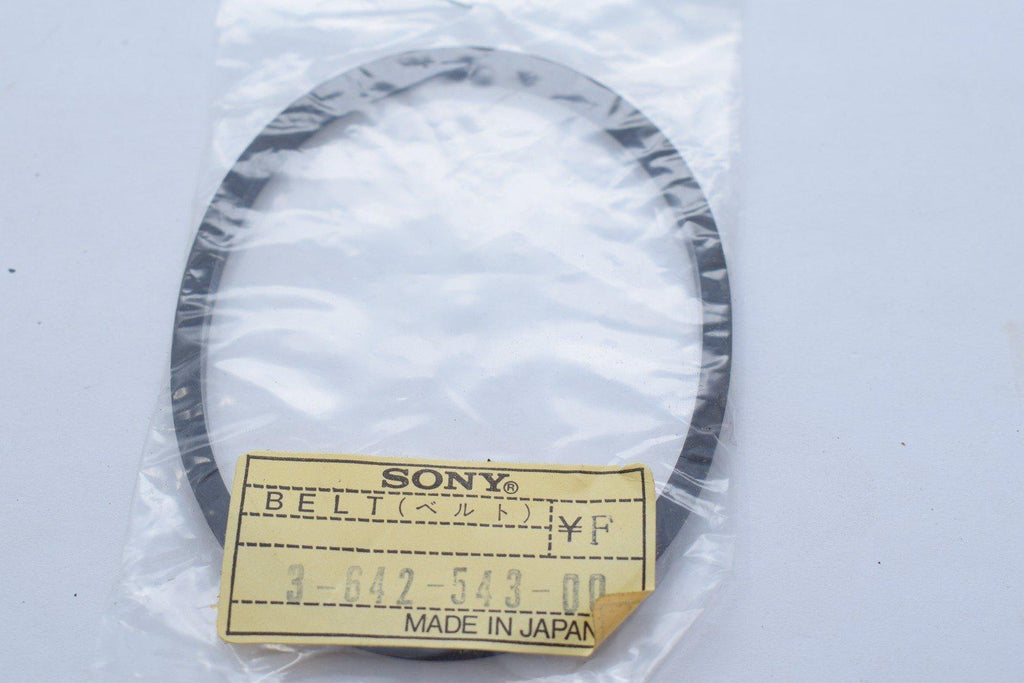 SONY®
BELT(ベルト)
¥F
3-642-543-00
MADE IN JAPAN